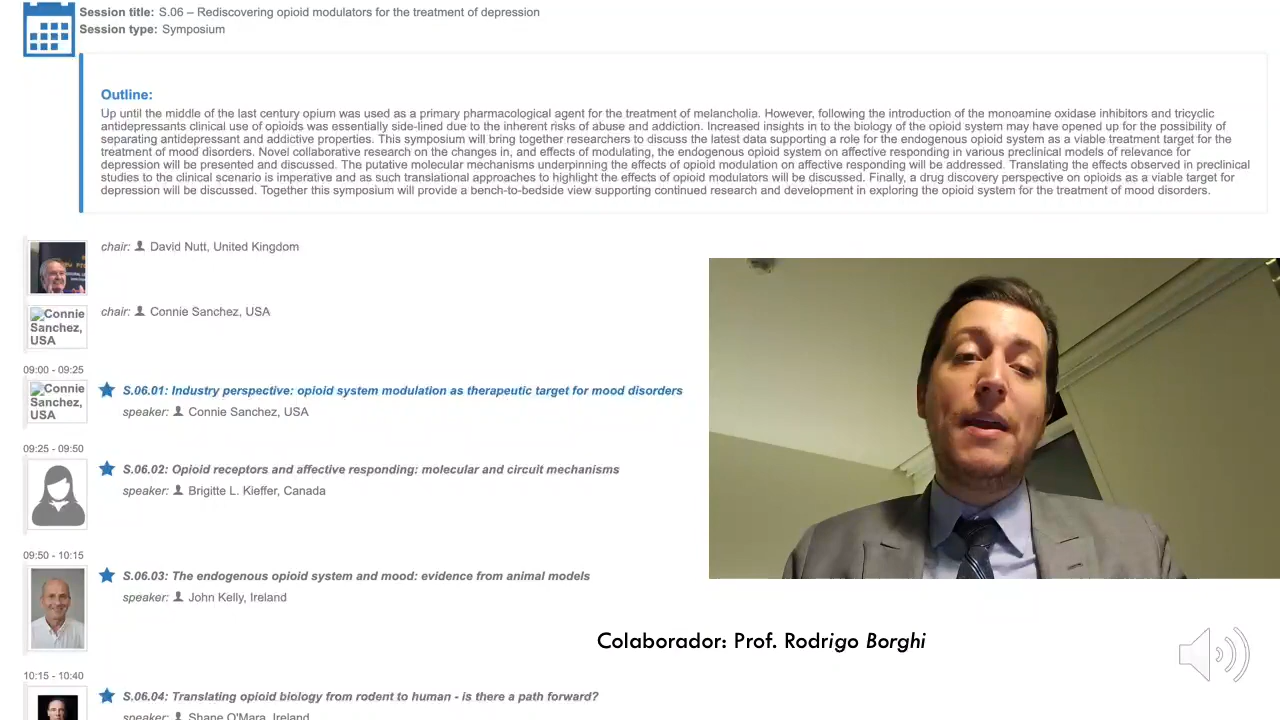 Session title: S.06 – Rediscovering opioid modulators for the treatment of depression
Session type: Symposium
Outline:
Up until the middle of the last century opium was used as a primary pharmacological agent for the treatment of melancholia. However, following the introduction of the monoamine oxidase inhibitors and tricyclic
antidepressants clinical use of opioids was essentially side-lined due to the inherent risks of abuse and addiction. Increased insights in to the biology of the opioid system may have opened up for the possibility of
separating antidepressant and addictive properties. This symposium will bring together researchers to discuss the latest data supporting a role for the endogenous opioid system as a viable treatment target for the
treatment of mood disorders. Novel collaborative research on the changes in, and effects of modulating, the endogenous opioid system on affective responding in various preclinical models of relevance for
depression will be presented and discussed. The putative molecular mechanisms underpinning the effects of opioid modulation on affective responding will be addressed. Translating the effects observed in preclinical
studies to the clinical scenario is imperative and as such translational approaches to highlight the effects of opioid modulators will be discussed. Finally, a drug discovery perspective on opioids as a viable target for
depression will be discussed. Together this symposium will provide a bench-to-bedside view supporting continued research and development in exploring the opioid system for the treatment of mood disorders.
chair: David Nutt, United Kingdom
Connie
Sanchez,
USA
chair: Connie Sanchez, USA
09:00 - 09:25
Connie
Sanchez,
USA
S.06.01: Industry perspective: opioid system modulation as therapeutic target for mood disorders
speaker: Connie Sanchez, USA
09:25 - 09:50
S.06.02: Opioid receptors and affective responding: molecular and circuit mechanisms
speaker: Brigitte L. Kieffer, Canada
09:50 - 10:15
S.06.03: The endogenous opioid system and mood: evidence from animal models
speaker: John Kelly, Ireland
Colaborador: Prof. Rodrigo Borghi
10:15 - 10:40
S.06.04: Translating opioid biology from rodent to human - is there a path forward?
speaker: Shane O'Mara, Ireland